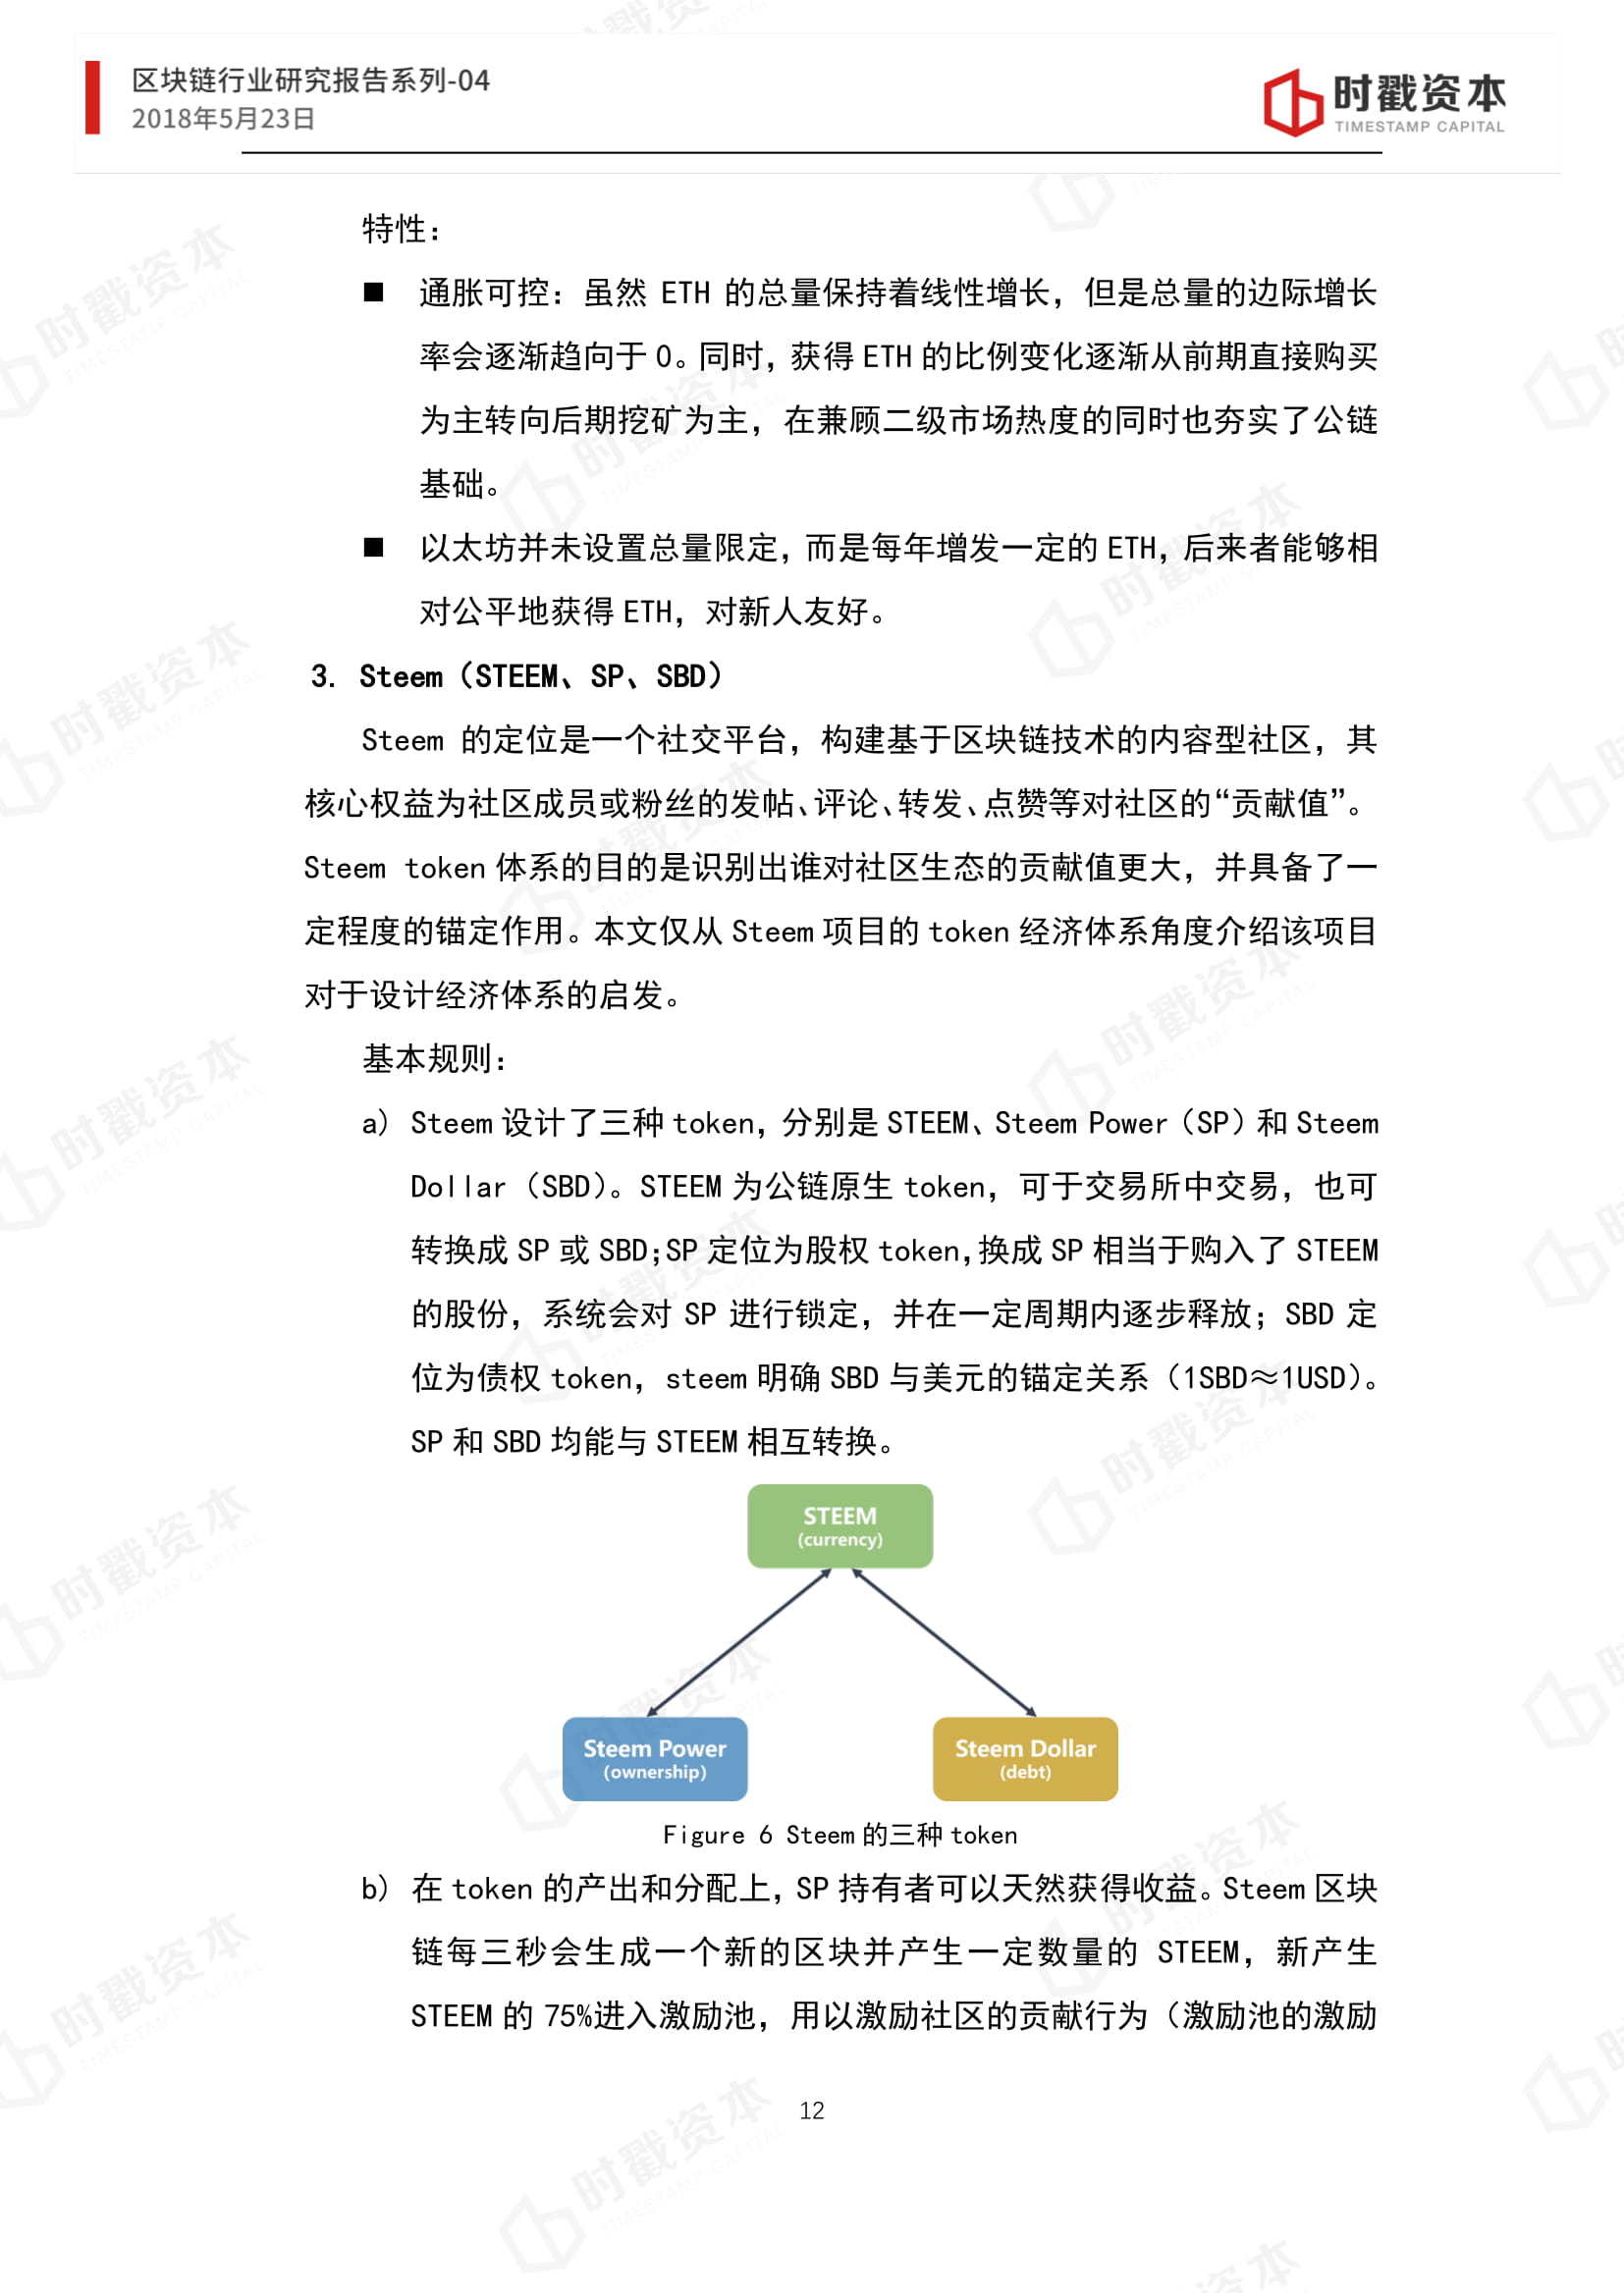 区块链行业研究报告系列-04
2018年5月23日
时戳资本
TIMESTAMP CAPITAL
特性：
■ 通胀可控：虽然 ETH 的总量保持着线性增长，但是总量的边际增长
率会逐渐趋向于 0。同时，获得 ETH 的比例变化逐渐从前期直接购买
为主转向后期挖矿为主，在兼顾二级市场热度的同时也夯实了公链
基础。
■ 以太坊并未设置总量限定，而是每年增发一定的 ETH，后来者能够相
对公平地获得 ETH，对新人友好。
3. Steem（STEEM、SP、SBD）
Steem 的定位是一个社交平台，构建基于区块链技术的内容型社区，其
核心权益为社区成员或粉丝的发帖、评论、转发、点赞等对社区的“贡献值”。
Steem token 体系的目的是识别出谁对社区生态的贡献值更大，并具备了一
定程度的锚定作用。本文仅从 Steem 项目的 token 经济体系角度介绍该项目
对于设计经济体系的启发。
基本规则：
a) Steem 设计了三种 token，分别是 STEEM、Steem Power（SP）和 Steem
Dollar（SBD）。STEEM 为公链原生 token，可于交易所中交易，也可
转换成 SP 或 SBD；SP 定位为股权 token，换成 SP 相当于购入了 STEEM
的股份，系统会对 SP 进行锁定，并在一定周期内逐步释放；SBD 定
位为债权 token，steem 明确 SBD 与美元的锚定关系（1SBD≈1USD）。
SP 和 SBD 均能与 STEEM 相互转换。
STEEM
(currency)
Steem Power
(ownership)
Steem Dollar
(debt)
Figure 6 Steem 的三种 token
b) 在 token 的产出和分配上，SP 持有者可以天然获得收益。Steem 区块
链每三秒会生成一个新的区块并产生一定数量的 STEEM，新产生
STEEM 的 75%进入激励池，用以激励社区的贡献行为（激励池的激励
12